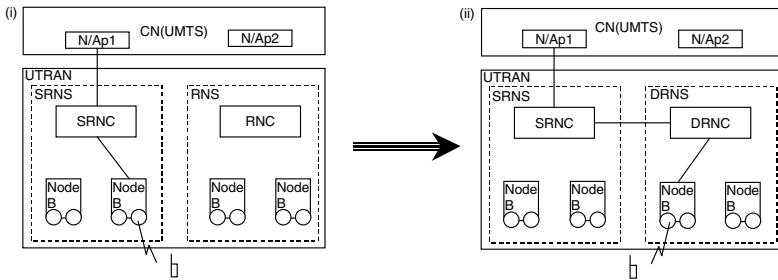 (i)
CN(UMTS)
N/Ap1
N/Ap2
UTRAN
SRNS
RNS
SRNC
RNC
Node B
Node B
Node B
Node B
(ii)
CN(UMTS)
N/Ap1
N/Ap2
UTRAN
SRNS
DRNS
SRNC
DRNC
Node B
Node B
Node B
Node B